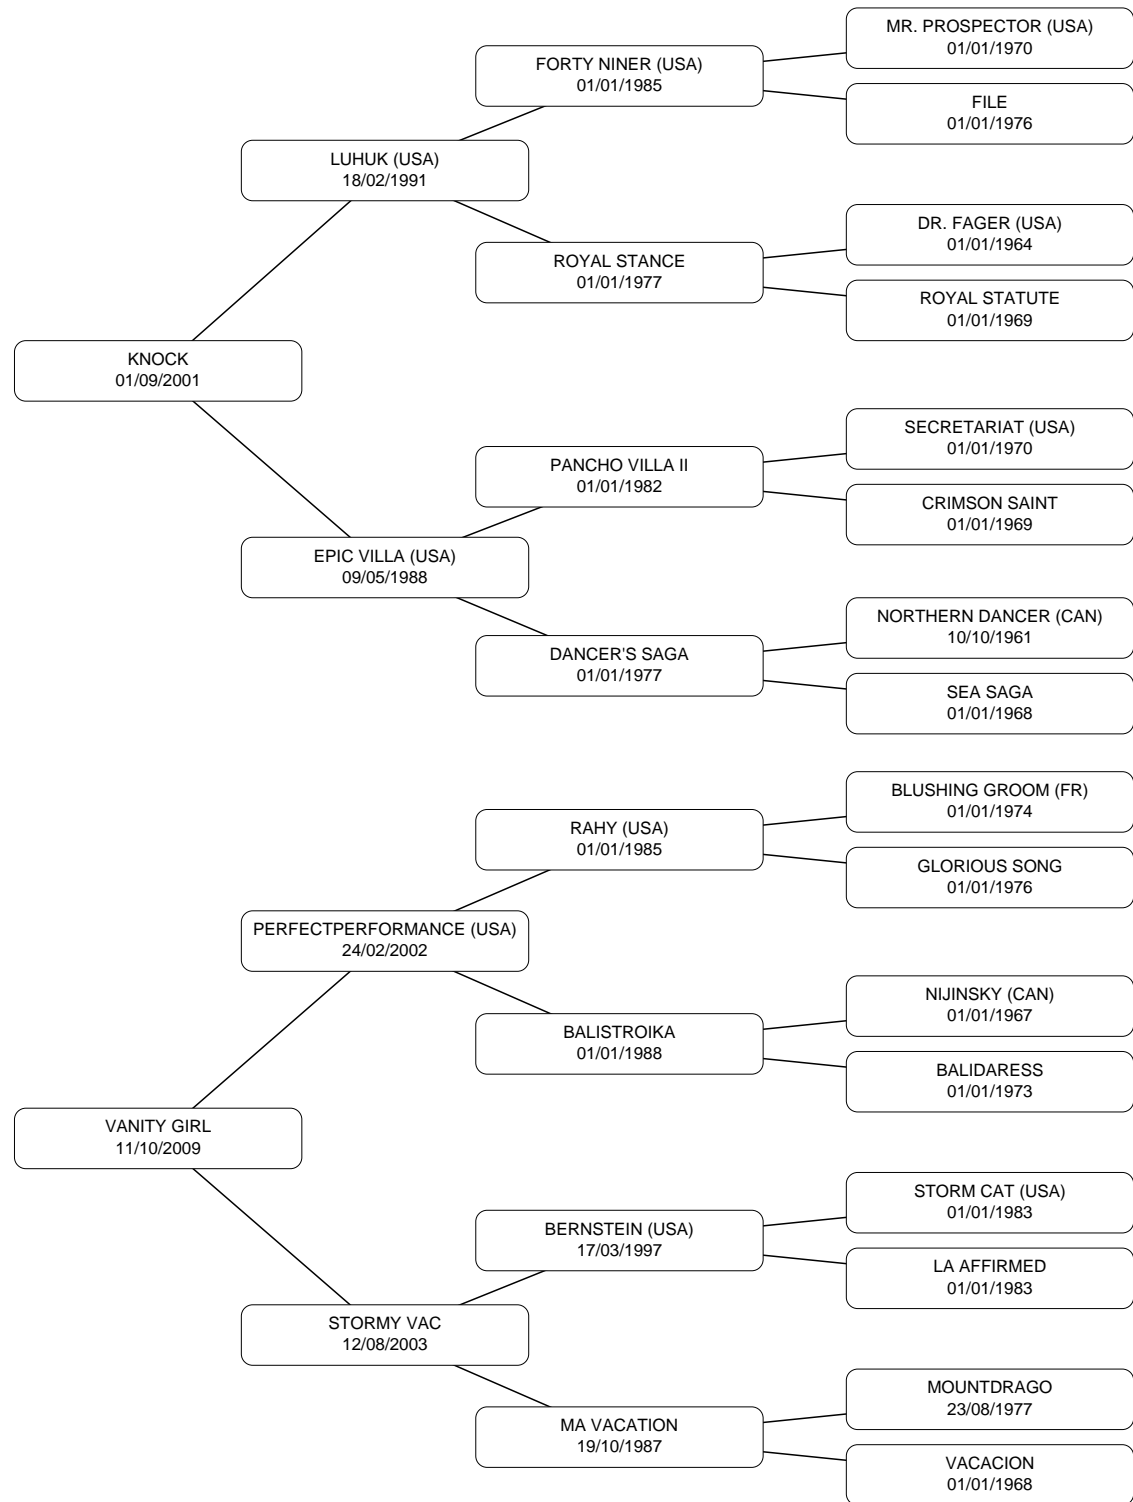 MR. PROSPECTOR (USA)
01/01/1970
FORTY NINER (USA)
01/01/1985
FILE
01/01/1976
LUHUK (USA)
18/02/1991
DR. FAGER (USA)
01/01/1964
ROYAL STANCE
01/01/1977
ROYAL STATUTE
01/01/1969
KNOCK
01/09/2001
SECRETARIAT (USA)
01/01/1970
PANCHO VILLA II
01/01/1982
CRIMSON SAINT
01/01/1969
EPIC VILLA (USA)
09/05/1988
NORTHERN DANCER (CAN)
10/10/1961
DANCER'S SAGA
01/01/1977
SEA SAGA
01/01/1968
BLUSHING GROOM (FR)
01/01/1974
RAHY (USA)
01/01/1985
GLORIOUS SONG
01/01/1976
PERFECTPERFORMANCE (USA)
24/02/2002
NIJINSKY (CAN)
01/01/1967
BALISTROIKA
01/01/1988
BALIDARESS
01/01/1973
VANITY GIRL
11/10/2009
STORM CAT (USA)
01/01/1983
BERNSTEIN (USA)
17/03/1997
LA AFFIRMED
01/01/1983
STORMY VAC
12/08/2003
MOUNTDRAGO
23/08/1977
MA VACATION
19/10/1987
VACACION
01/01/1968